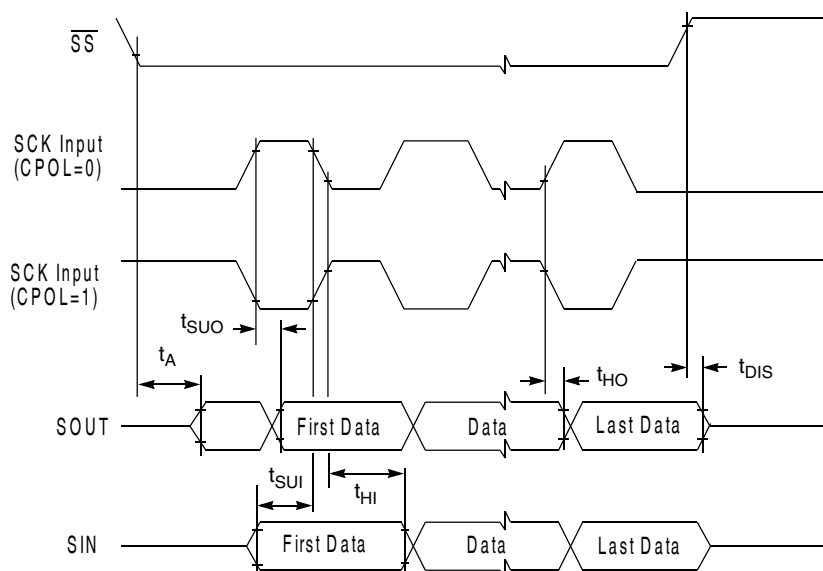 SS
SCK Input
(CPOL=0)
SCK Input
(CPOL=1)
tSUO
tA
tHO
tDIS
SOUT
First Data
Data
Last Data
tSUI
tHI
SIN
First Data
Data
Last Data